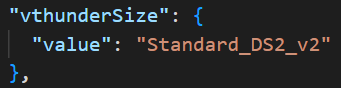 "vthunderSize": {
"value": "Standard_DS2_v2"
},